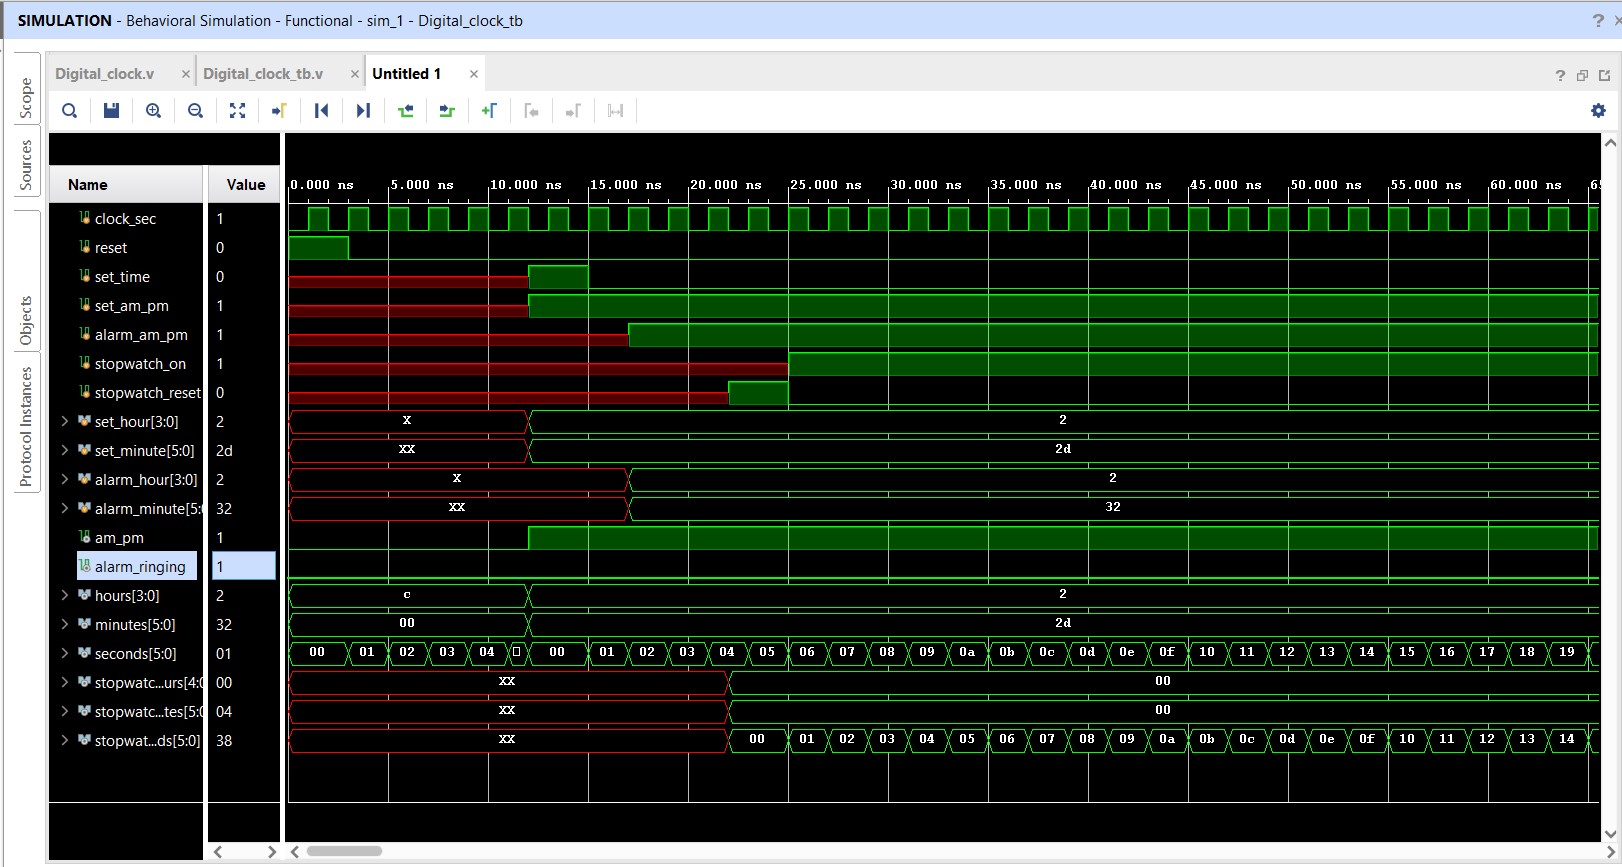 SIMULATION - Behavioral Simulation - Functional - sim_1 - Digital_clock_tb
?
Scope
Sources
Objects
Protocol Instances
Digital_clock.v
Digital_clock_tb.v
Untitled 1
?
Name Value
0.000 ns 5.000 ns 10.000 ns 15.000 ns 20.000 ns 25.000 ns 30.000 ns 35.000 ns 40.000 ns 45.000 ns 50.000 ns 55.000 ns 60.000 ns 65
clock_sec 1
reset 0
set_time 0
set_am_pm 1
alarm_am_pm 1
stopwatch_on 1
stopwatch_reset 0
set_hour[3:0] 2 X 2
set_minute[5:0] 2d XX 2d
alarm_hour[3:0] 2 X 2
alarm_minute[5:0 32 XX 32
am_pm 1
alarm_ringing 1
hours[3:0] 2 c 2
minutes[5:0] 32 00 2d
seconds[5:0] 01 00 01 02 03 04 00 01 02 03 04 05 06 07 08 09 0a 0b 0c 0d 0e 0f 10 11 12 13 14 15 16 17 18 19
stopwatc...urs[4:0 00 XX 00
stopwatc...tes[5:0 04 XX 00
stopwat...ds[5:0] 38 XX 00 01 02 03 04 05 06 07 08 09 0a 0b 0c 0d 0e 0f 10 11 12 13 14